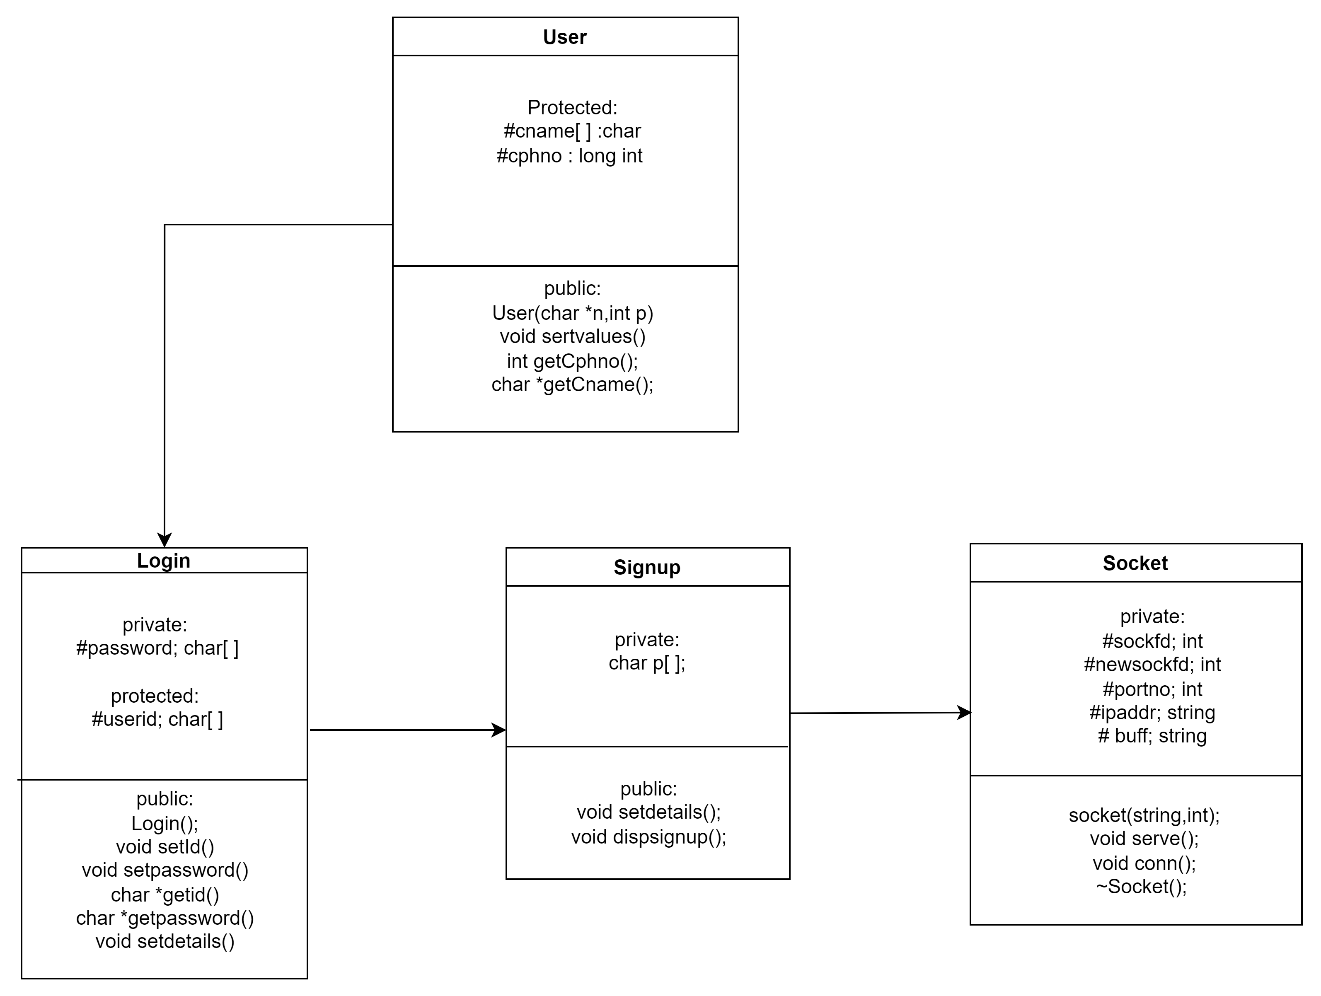 User
Protected:
#cname[ ] :char
#cphno : long int
public:
User(char *n,int p)
void sertvalues()
int getCphno();
char *getCname();
Login
private:
#password; char[ ]
protected:
#userid; char[ ]
public:
Login();
void setId()
void setpassword()
char *getid()
char *getpassword()
void setdetails()
Signup
private:
char p[ ];
public:
void setdetails();
void dispsignup();
Socket
private:
#sockfd; int
#newsockfd; int
#portno; int
#ipaddr; string
# buff; string
socket(string,int);
void serve();
void conn();
~Socket();